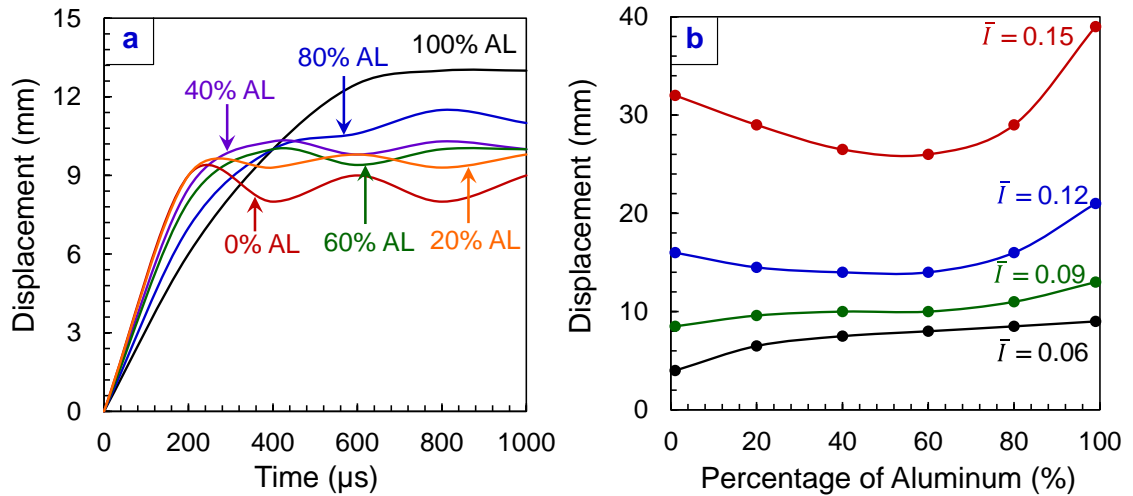 a
Displacement (mm)
15
12
9
6
3
0
0
200
400
600
800
1000
Time (µs)
100% AL
80% AL
40% AL
0% AL
60% AL
20% AL
b
Displacement (mm)
40
30
20
10
0
0
20
40
60
80
100
Percentage of Aluminum (%)
Ī = 0.15
Ī = 0.12
Ī = 0.09
Ī = 0.06